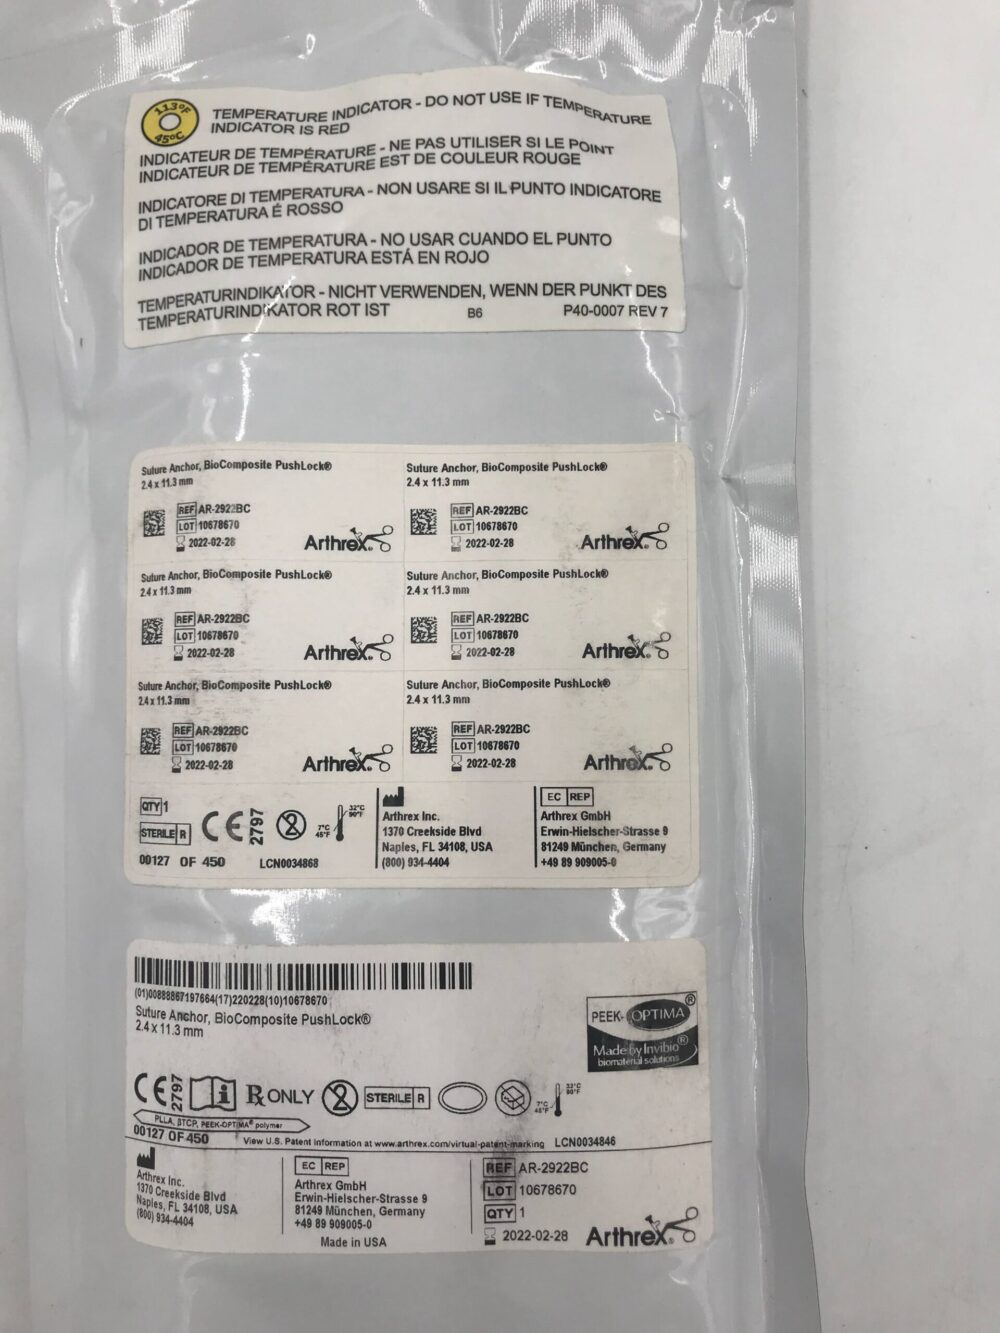 113°F
45°C
TEMPERATURE INDICATOR - DO NOT USE IF TEMPERATURE
INDICATOR IS RED
INDICATEUR DE TEMPÉRATURE - NE PAS UTILISER SI LE POINT
INDICATEUR DE TEMPÉRATURE EST DE COULEUR ROUGE
INDICATORE DI TEMPERATURA - NON USARE SI IL PUNTO INDICATORE
DI TEMPERATURA É ROSSO
INDICADOR DE TEMPERATURA - NO USAR CUANDO EL PUNTO
INDICADOR DE TEMPERATURA ESTÁ EN ROJO
TEMPERATURINDIKATOR - NICHT VERWENDEN, WENN DER PUNKT DES
TEMPERATURINDIKATOR ROT IST B6 P40-0007 REV 7
Suture Anchor, BioComposite PushLock®
2.4 x 11.3 mm
REF AR-2922BC
LOT 10678670
2022-02-28
Arthrex®
Suture Anchor, BioComposite PushLock®
2.4 x 11.3 mm
REF AR-2922BC
LOT 10678670
2022-02-28
Arthrex®
Suture Anchor, BioComposite PushLock®
2.4 x 11.3 mm
REF AR-2922BC
LOT 10678670
2022-02-28
Arthrex®
Suture Anchor, BioComposite PushLock®
2.4 x 11.3 mm
REF AR-2922BC
LOT 10678670
2022-02-28
Arthrex®
Suture Anchor, BioComposite PushLock®
2.4 x 11.3 mm
REF AR-2922BC
LOT 10678670
2022-02-28
Arthrex®
Suture Anchor, BioComposite PushLock®
2.4 x 11.3 mm
REF AR-2922BC
LOT 10678670
2022-02-28
Arthrex®
QTY 1
STERILE R
CE 2797
2
7°C
45°F
32°C
90°F
00127 OF 450 LCN0034868
Arthrex Inc.
1370 Creekside Blvd
Naples, FL 34108, USA
(800) 934-4404
EC REP
Arthrex GmbH
Erwin-Hielscher-Strasse 9
81249 München, Germany
+49 89 909005-0
(01)00888867197664(17)220228(10)10678670
Suture Anchor, BioComposite PushLock®
2.4 x 11.3 mm
PEEK-OPTIMA®
Made by Invibio®
biomaterial solutions
CE 2797 i Rx ONLY 2 STERILE R
7°C
45°F
32°C
90°F
PLLA, βTCP, PEEK-OPTIMA® polymer
00127 OF 450 View U.S. Patent Information at www.arthrex.com/virtual-patent-marking LCN0034846
Arthrex Inc.
1370 Creekside Blvd
Naples, FL 34108, USA
(800) 934-4404
EC REP
Arthrex GmbH
Erwin-Hielscher-Strasse 9
81249 München, Germany
+49 89 909005-0
Made in USA
REF AR-2922BC
LOT 10678670
QTY 1
2022-02-28
Arthrex®